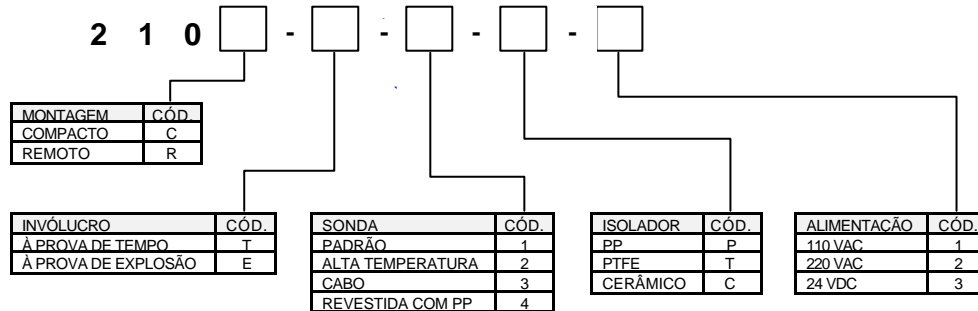 2 1 0 - - - -
MONTAGEM CÓD.
COMPACTO C
REMOTO R
INVÓLUCRO CÓD.
À PROVA DE TEMPO T
À PROVA DE EXPLOSÃO E
SONDA CÓD.
PADRÃO 1
ALTA TEMPERATURA 2
CABO 3
REVESTIDA COM PP 4
ISOLADOR CÓD.
PP P
PTFE T
CERÂMICO C
ALIMENTAÇÃO CÓD.
110 VAC 1
220 VAC 2
24 VDC 3